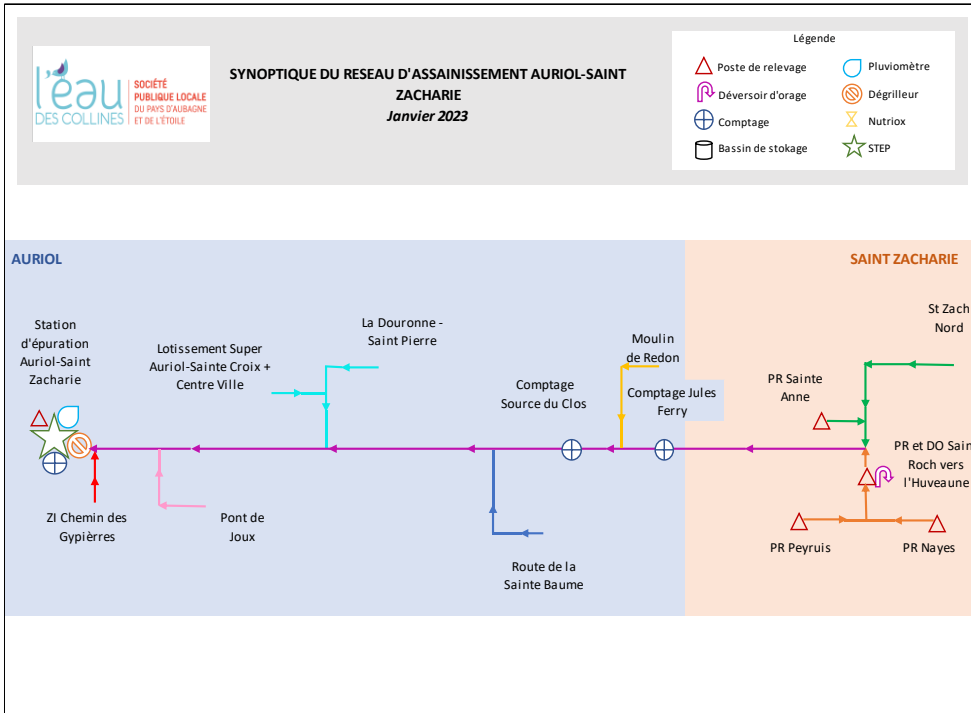 l'eau
DES COLLINES
SOCIÉTÉ
PUBLIQUE LOCALE
DU PAYS D'AUBAGNE
ET DE L'ÉTOILE
SYNOPTIQUE DU RESEAU D'ASSAINISSEMENT AURIOL-SAINT
ZACHARIE
Janvier 2023
Légende
Poste de relevage
Pluviomètre
Déversoir d'orage
Dégrilleur
Comptage
Nutriox
Bassin de stokage
STEP
AURIOL
SAINT ZACHARIE
Station
d'épuration
Auriol-Saint
Zacharie
Lotissement Super
Auriol-Sainte Croix +
Centre Ville
La Douronne -
Saint Pierre
Comptage
Source du Clos
Moulin
de Redon
Comptage Jules
Ferry
PR Sainte
Anne
St Zach
Nord
PR et DO Sain
Roch vers
l'Huveaune
ZI Chemin des
Gypièrres
Pont de
Joux
Route de la
Sainte Baume
PR Peyruis
PR Nayes